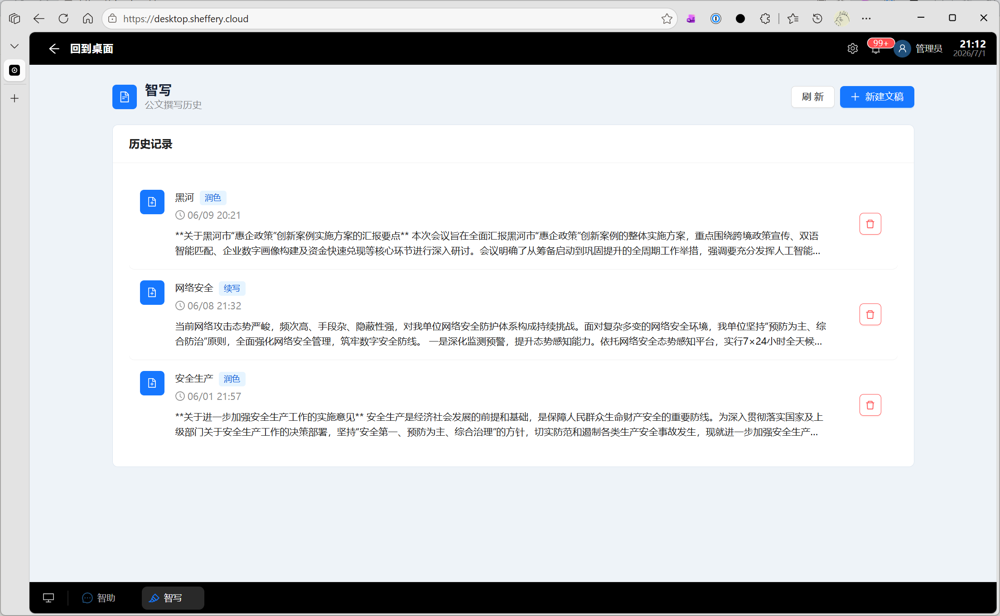 https://desktop.sheffery.cloud
回到桌面
99+
管理员
21:12
2026/7/1
智写
公文撰写历史
刷 新
新建文稿
历史记录
黑河 润色
06/09 20:21
**关于黑河市“惠企政策”创新案例实施方案的汇报要点** 本次会议旨在全面汇报黑河市“惠企政策”创新案例的整体实施方案，重点围绕跨境政策宣传、双语
智能匹配、企业数字画像构建及资金快速兑现等核心环节进行深入研讨。会议明确了从筹备启动到巩固提升的全周期工作举措，强调要充分发挥人工智能...
网络安全 续写
06/08 21:32
当前网络攻击态势严峻，频次高、手段杂、隐蔽性强，对我单位网络安全防护体系构成持续挑战。面对复杂多变的网络安全环境，我单位坚持“预防为主、综
合防治”原则，全面强化网络安全管理，筑牢数字安全防线。 一是深化监测预警，提升态势感知能力。依托网络安全态势感知平台，实行7×24小时全天候...
安全生产 润色
06/01 21:57
**关于进一步加强安全生产工作的实施意见** 安全生产是经济社会发展的前提和基础，是保障人民群众生命财产安全的重要防线。为深入贯彻落实国家及上
级部门关于安全生产工作的决策部署，坚持“安全第一、预防为主、综合治理”的方针，切实防范和遏制各类生产安全事故发生，现就进一步加强安全生产...
智助
智写